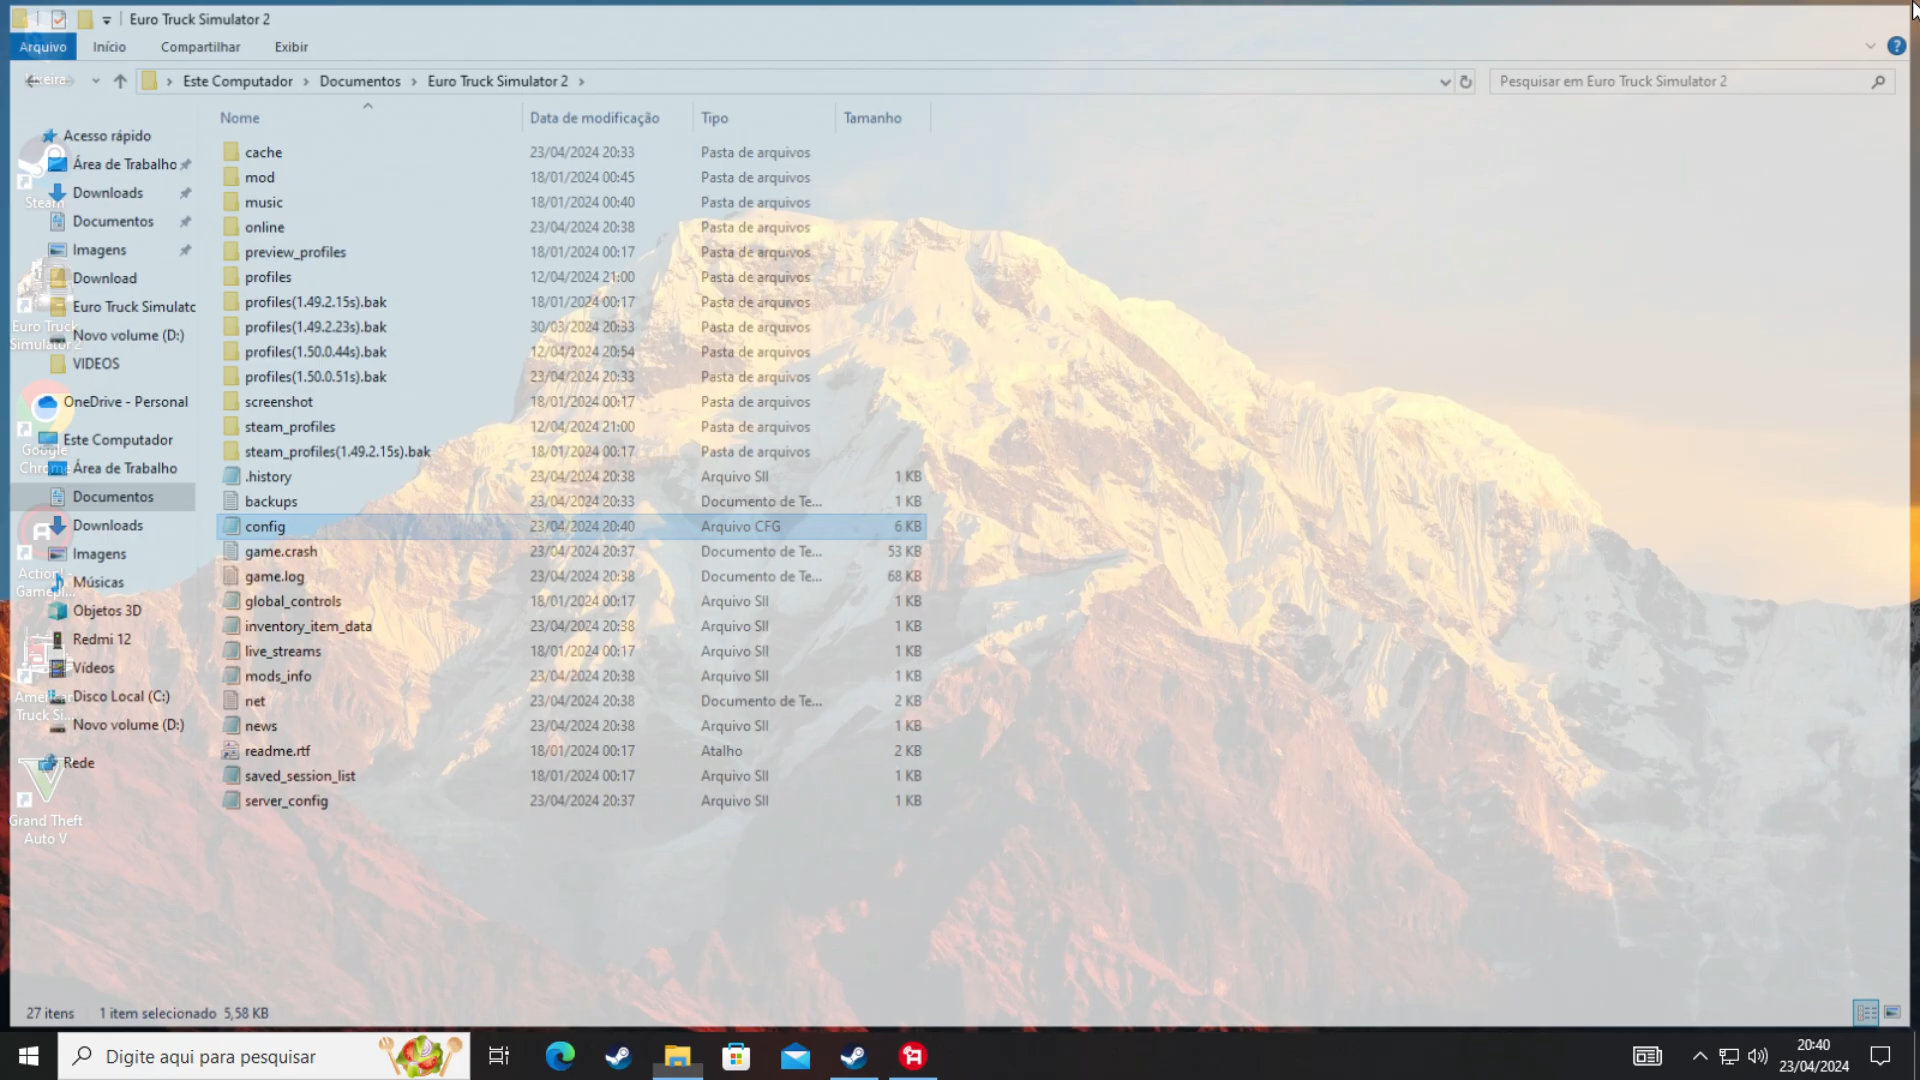 Euro Truck Simulator 2
Arquivo Início Compartilhar Exibir
Este Computador Documentos Euro Truck Simulator 2
Pesquisar em Euro Truck Simulator 2
Nome Data de modificação Tipo Tamanho
cache 23/04/2024 20:33 Pasta de arquivos
mod 18/01/2024 00:45 Pasta de arquivos
music 18/01/2024 00:40 Pasta de arquivos
online 23/04/2024 20:38 Pasta de arquivos
preview_profiles 18/01/2024 00:17 Pasta de arquivos
profiles 12/04/2024 21:00 Pasta de arquivos
profiles(1.49.2.15s).bak 18/01/2024 00:17 Pasta de arquivos
profiles(1.49.2.23s).bak 30/03/2024 20:33 Pasta de arquivos
profiles(1.50.0.44s).bak 12/04/2024 20:54 Pasta de arquivos
profiles(1.50.0.51s).bak 23/04/2024 20:33 Pasta de arquivos
screenshot 18/01/2024 00:17 Pasta de arquivos
steam_profiles 12/04/2024 21:00 Pasta de arquivos
steam_profiles(1.49.2.15s).bak 18/01/2024 00:17 Pasta de arquivos
.history 23/04/2024 20:38 Arquivo SII 1 KB
backups 23/04/2024 20:33 Documento de Te... 1 KB
config 23/04/2024 20:40 Arquivo CFG 6 KB
game.crash 23/04/2024 20:37 Documento de Te... 53 KB
game.log 23/04/2024 20:38 Documento de Te... 68 KB
global_controls 18/01/2024 00:17 Arquivo SII 1 KB
inventory_item_data 23/04/2024 20:38 Arquivo SII 1 KB
live_streams 18/01/2024 00:17 Arquivo SII 1 KB
mods_info 23/04/2024 20:38 Arquivo SII 1 KB
net 23/04/2024 20:38 Documento de Te... 2 KB
news 23/04/2024 20:38 Arquivo SII 1 KB
readme.rtf 18/01/2024 00:17 Atalho 2 KB
saved_session_list 18/01/2024 00:17 Arquivo SII 1 KB
server_config 23/04/2024 20:37 Arquivo SII 1 KB
Acesso rápido
Área de Trabalho
Downloads
Documentos
Imagens
Download
Euro Truck Simulatc
Novo volume (D:)
VIDEOS
OneDrive - Personal
Este Computador
Área de Trabalho
Documentos
Downloads
Imagens
Músicas
Objetos 3D
Redmi 12
Vídeos
Disco Local (C:)
Novo volume (D:)
Rede
Steam
Euro Truck
Simulator 2
Google
Chrome
Action! -
Gamepl...
American
Truck Si...
Grand Theft
Auto V
27 itens 1 item selecionado 5,58 KB
Digite aqui para pesquisar
20:40
23/04/2024